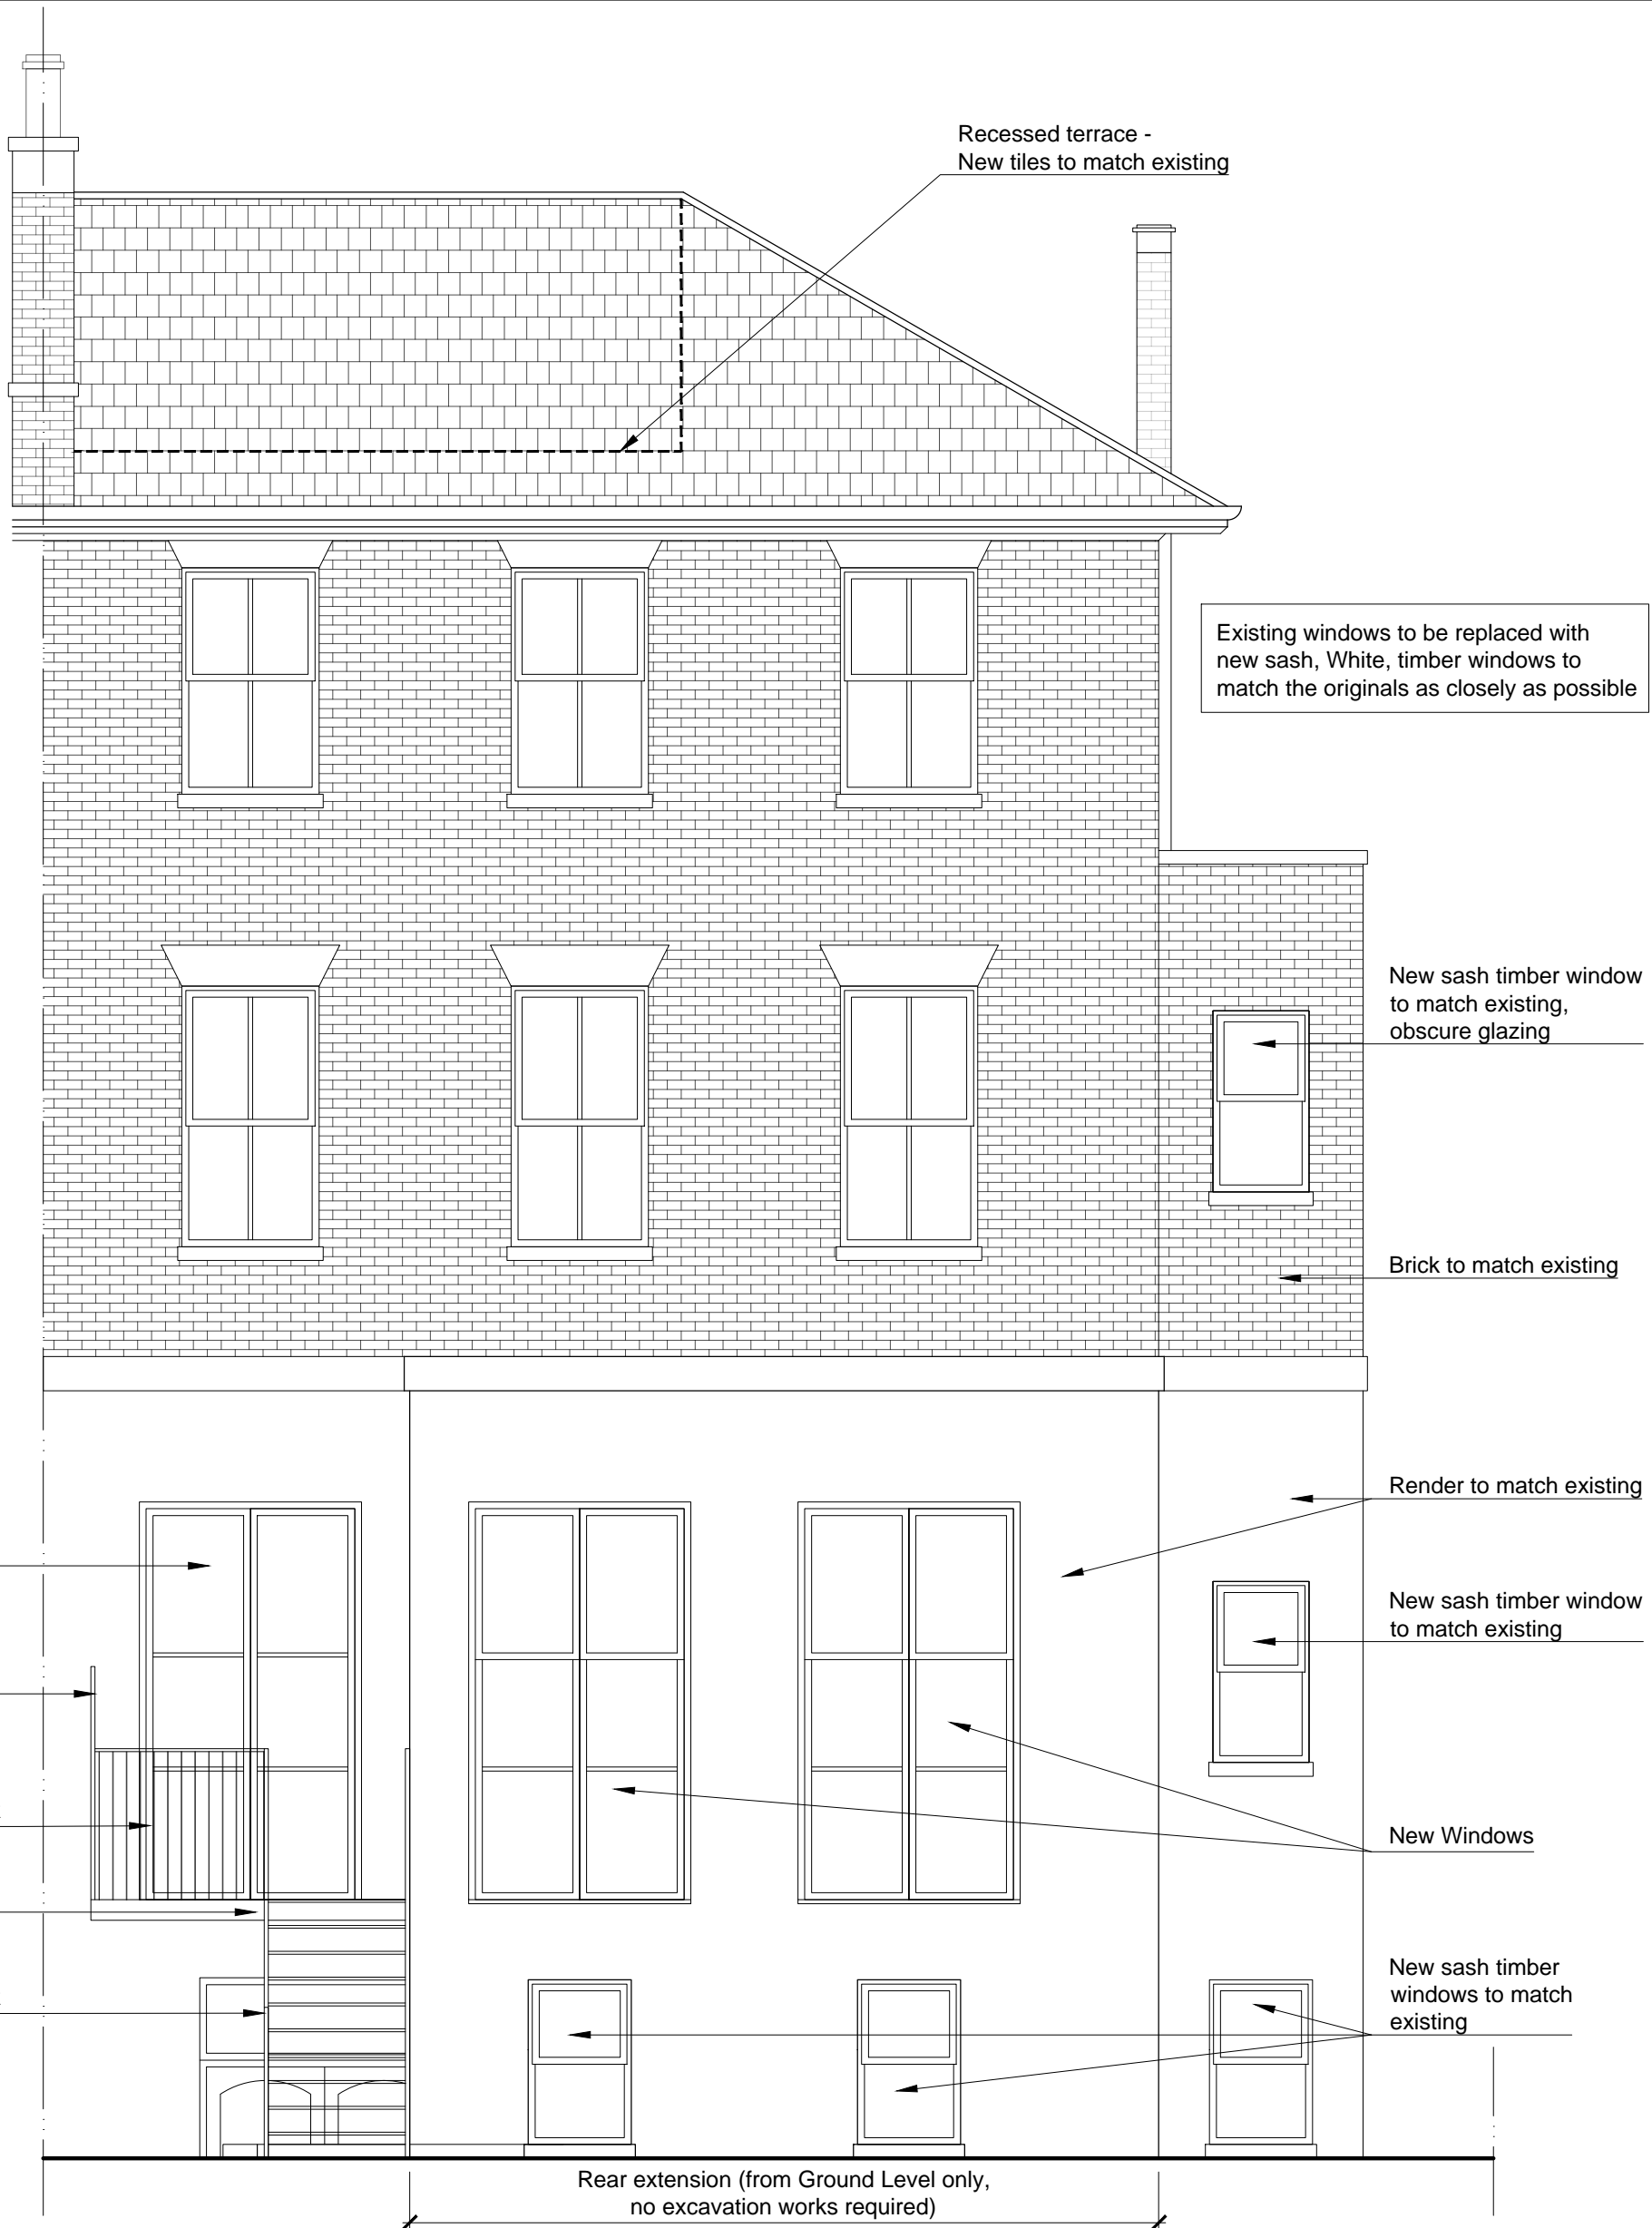 Recessed terrace -
New tiles to match existing
Existing windows to be replaced with
new sash, White, timber windows to
match the originals as closely as possible
New sash timber window
to match existing,
obscure glazing
Brick to match existing
Render to match existing
New sash timber window
to match existing
New Windows
New sash timber
windows to match
existing
Rear extension (from Ground Level only,
no excavation works required)